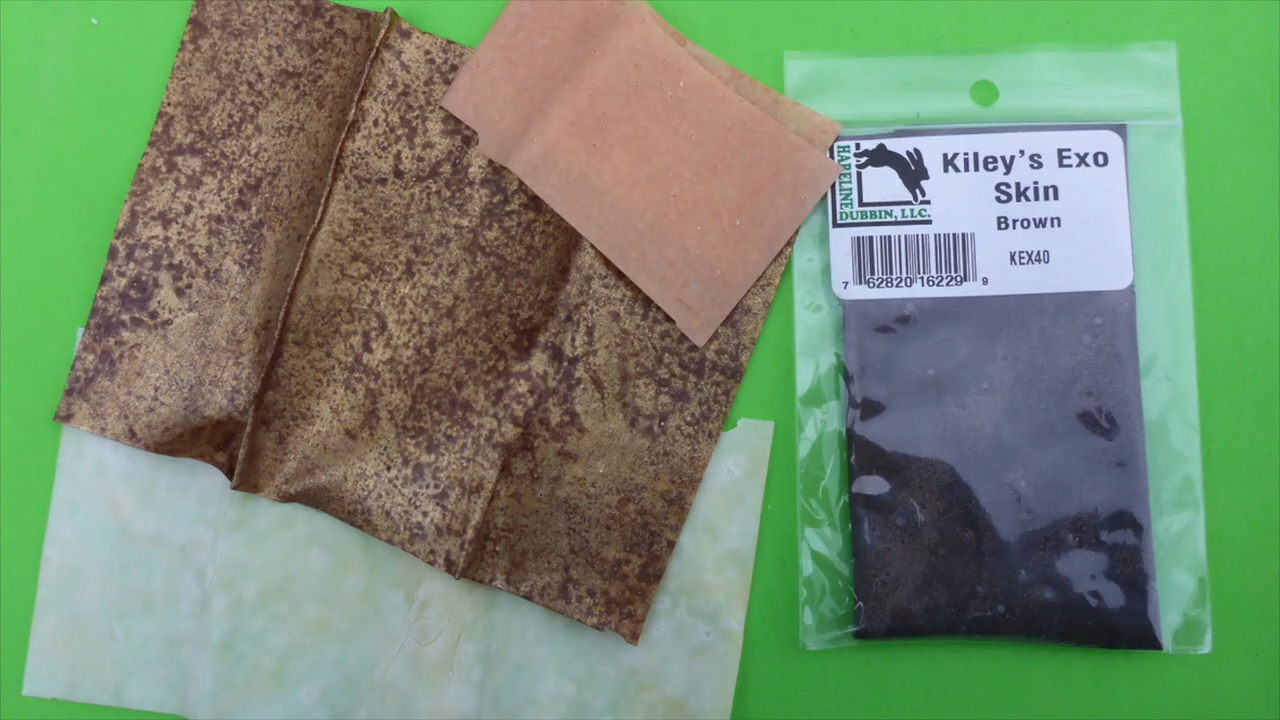 HARELINE
DUBBIN, LLC.
Kiley's Exo
Skin
Brown
KEX40
7 62820 16229 9